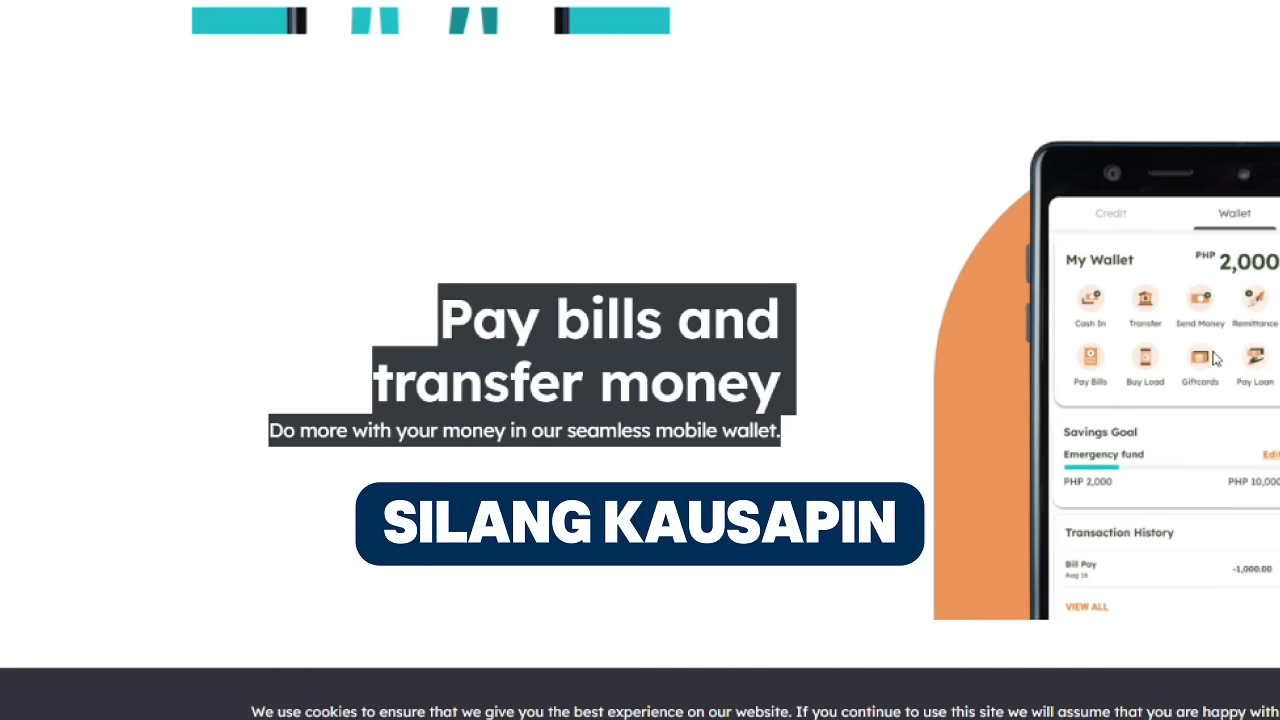 Pay bills and
transfer money
Do more with your money in our seamless mobile wallet.
SILANG KAUSAPIN
Credit Wallet
My Wallet PHP 2,000
Cash In Transfer Send Money Remittance
Pay Bills Buy Load Giftcards Pay Loan
Savings Goal
Emergency fund Edit
PHP 2,000 PHP 10,000
Transaction History
Bill Pay
Aug 16 -1,000.00
VIEW ALL
We use cookies to ensure that we give you the best experience on our website. If you continue to use this site we will assume that you are happy with